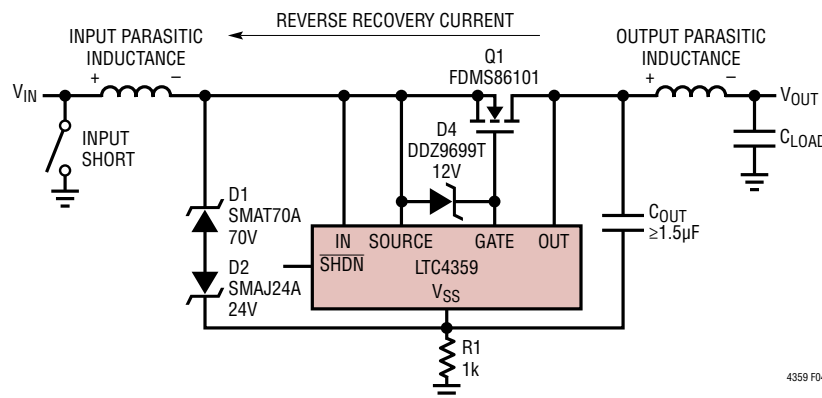 REVERSE RECOVERY CURRENT
INPUT PARASITIC
INDUCTANCE
+ −
OUTPUT PARASITIC
INDUCTANCE
+ −
Q1
FDMS86101
VIN
VOUT
INPUT
SHORT
D4
DDZ9699T
12V
CLOAD
D1
SMAT70A
70V
COUT
≥1.5µF
IN SOURCE GATE OUT
SHDN
LTC4359
VSS
D2
SMAJ24A
24V
R1
1k
4359 F04